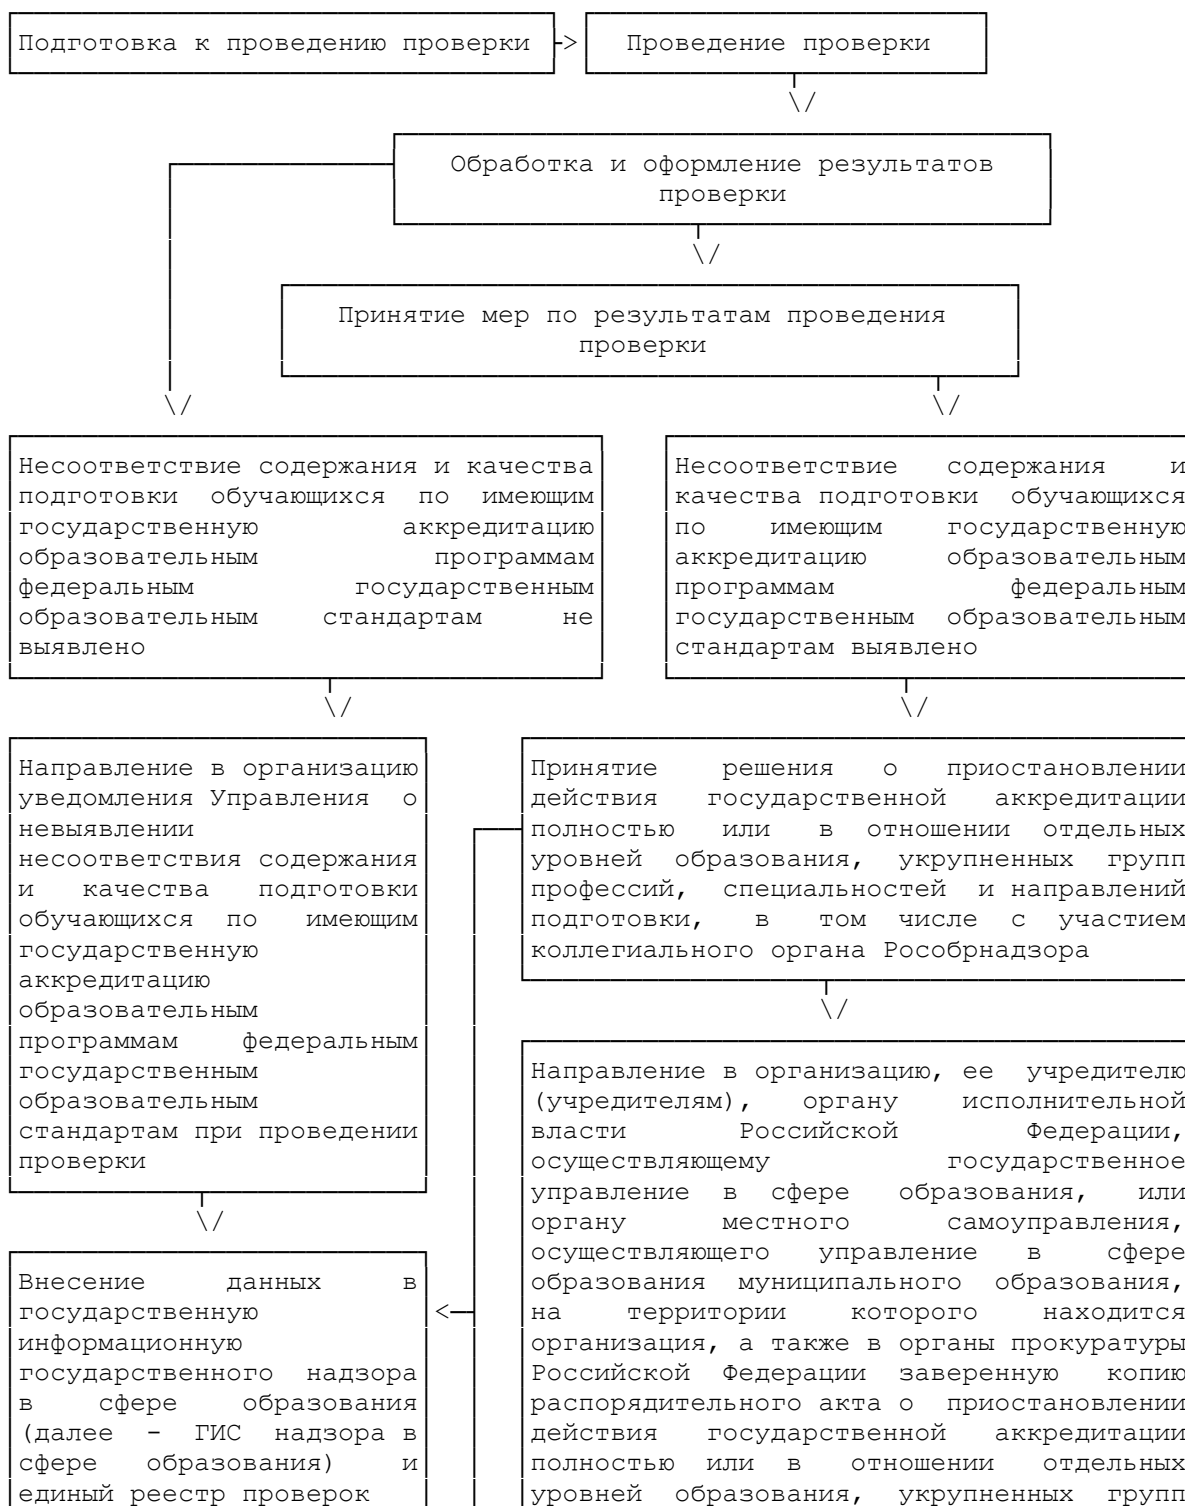 Подготовка к проведению проверки -> Проведение проверки
\/
Обработка и оформление результатов
проверки
\/
Принятие мер по результатам проведения
проверки
\/ \/
Несоответствие содержания и качества
подготовки обучающихся по имеющим
государственную аккредитацию
образовательным программам
федеральным государственным
образовательным стандартам не
выявлено
Несоответствие содержания и
качества подготовки обучающихся
по имеющим государственную
аккредитацию образовательным
программам федеральным
государственным образовательным
стандартам выявлено
\/ \/
Направление в организацию
уведомления Управления о
невыявлении
несоответствия содержания
и качества подготовки
обучающихся по имеющим
государственную
аккредитацию
образовательным
программам федеральным
государственным
образовательным
стандартам при проведении
проверки
\/
Внесение данных в
государственную
информационную
государственного надзора
в сфере образования
(далее - ГИС надзора в
сфере образования) и
единый реестр проверок
<-
Принятие решения о приостановлении
действия государственной аккредитации
полностью или в отношении отдельных
уровней образования, укрупненных групп
профессий, специальностей и направлений
подготовки, в том числе с участием
коллегиального органа Рособрнадзора
\/
Направление в организацию, ее учредителю
(учредителям), органу исполнительной
власти Российской Федерации,
осуществляющему государственное
управление в сфере образования, или
органу местного самоуправления,
осуществляющего управление в сфере
образования муниципального образования,
на территории которого находится
организация, а также в органы прокуратуры
Российской Федерации заверенную копию
распорядительного акта о приостановлении
действия государственной аккредитации
полностью или в отношении отдельных
уровней образования, укрупненных групп